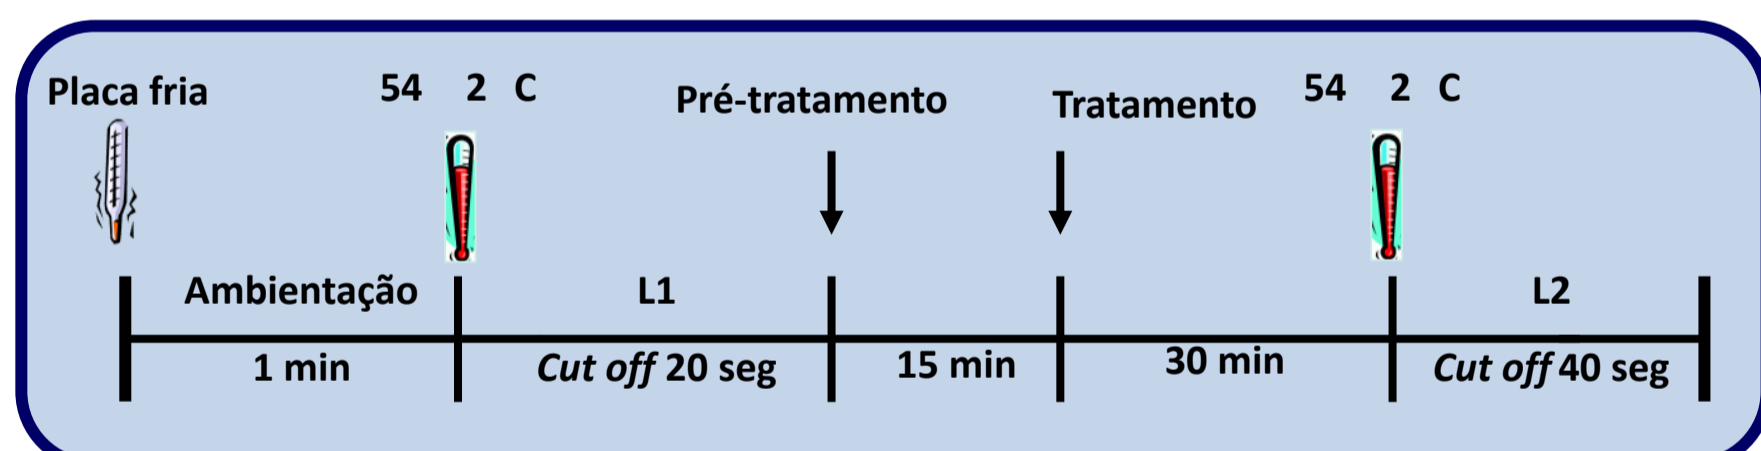 Placa fria
54 2 C
Pré-tratamento
Tratamento
54 2 C
Ambientação
L1
L2
1 min
Cut off 20 seg
15 min
30 min
Cut off 40 seg